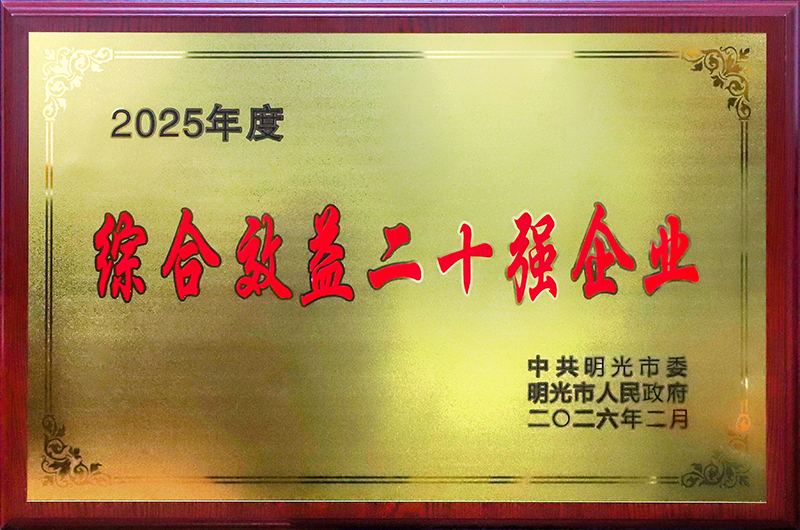 2025年度
综合效益二十强企业
中共明光市委
明光市人民政府
二〇二六年二月